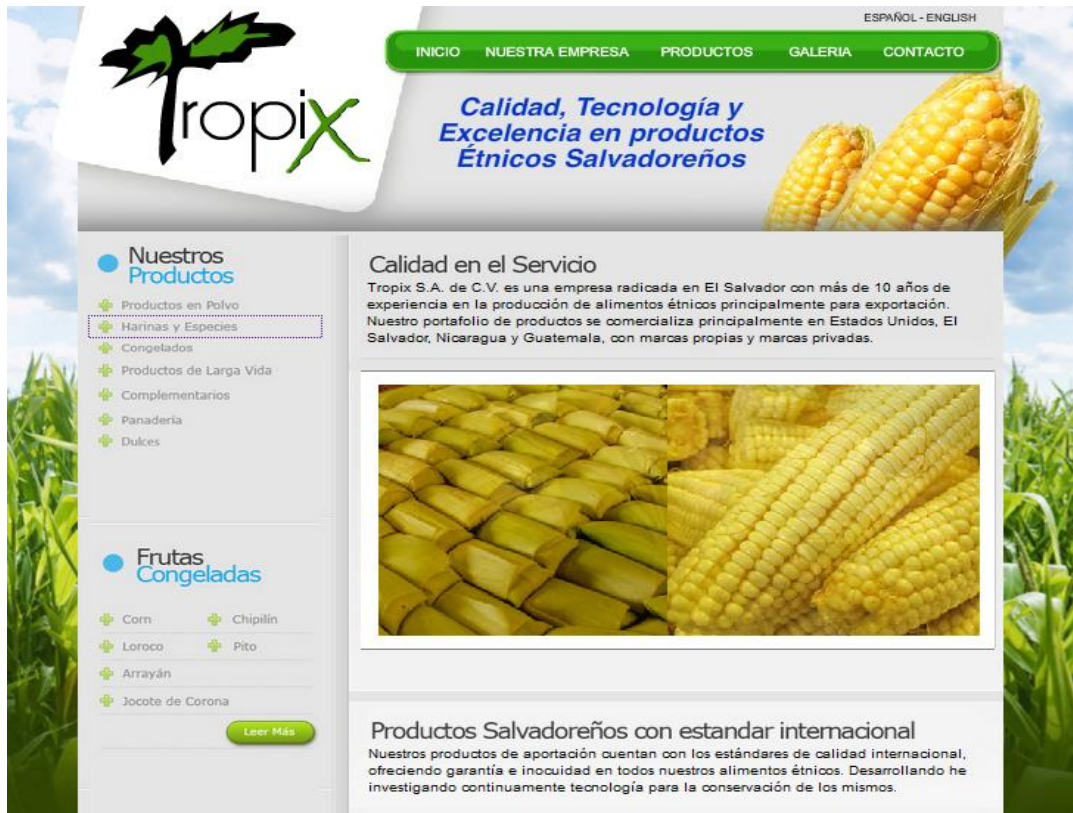 ESPAÑOL - ENGLISH
INICIO NUESTRA EMPRESA PRODUCTOS GALERIA CONTACTO
Tropix
Calidad, Tecnología y
Excelencia en productos
Étnicos Salvadoreños
Nuestros
Productos
Productos en Polvo
Harinas y Especies
Congelados
Productos de Larga Vida
Complementarios
Panadería
Dulces
Frutas
Congeladas
Corn Chipilín
Loroco Pito
Arrayán
Jocote de Corona
Leer Más
Calidad en el Servicio
Tropix S.A. de C.V. es una empresa radicada en El Salvador con más de 10 años de
experiencia en la producción de alimentos étnicos principalmente para exportación.
Nuestro portafolio de productos se comercializa principalmente en Estados Unidos, El
Salvador, Nicaragua y Guatemala, con marcas propias y marcas privadas.
Productos Salvadoreños con estandar internacional
Nuestros productos de aportación cuentan con los estándares de calidad internacional,
ofreciendo garantía e inocuidad en todos nuestros alimentos étnicos. Desarrollando he
investigando continuamente tecnología para la conservación de los mismos.